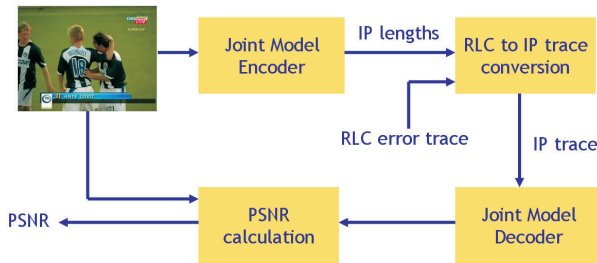 Joint Model
Encoder
IP lengths
RLC to IP trace
conversion
RLC error trace
IP trace
PSNR
PSNR
calculation
Joint Model
Decoder
18